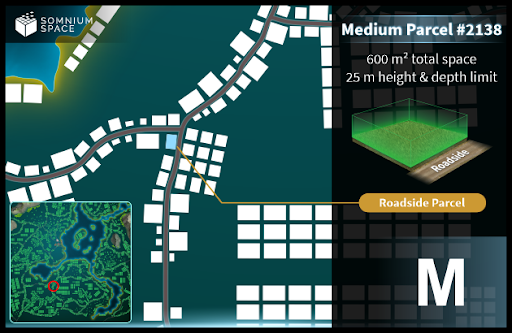 SOMNIUM
SPACE
Medium Parcel #2138
600 m² total space
25 m height & depth limit
Roadside
Roadside Parcel
M